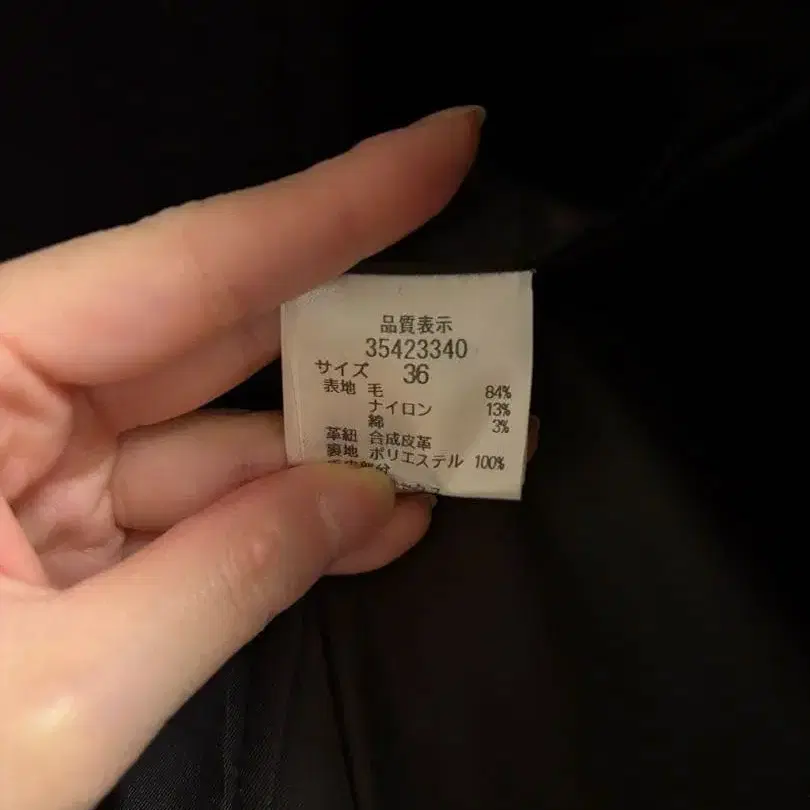 品質表示
35423340
サイズ 36
表地 毛 84%
ナイロン 13%
綿 3%
革紐 合成皮革
裏地 ポリエステル 100%